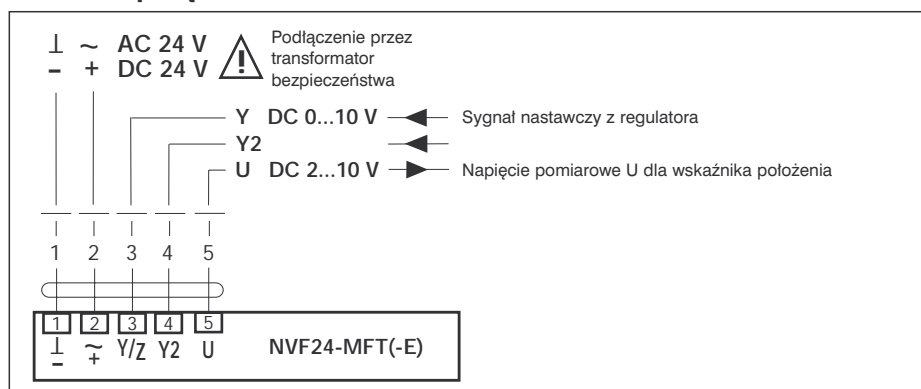 ⊥ ~ AC 24 V
− + DC 24 V
Podłączenie przez
transformator
bezpieczeństwa
Y DC 0...10 V Sygnał nastawczy z regulatora
Y2
U DC 2...10 V Napięcie pomiarowe U dla wskaźnika położenia
1 2 3 4 5
1 2 3 4 5
⊥ ~ Y/Z Y2 U NVF24-MFT(-E)
− +